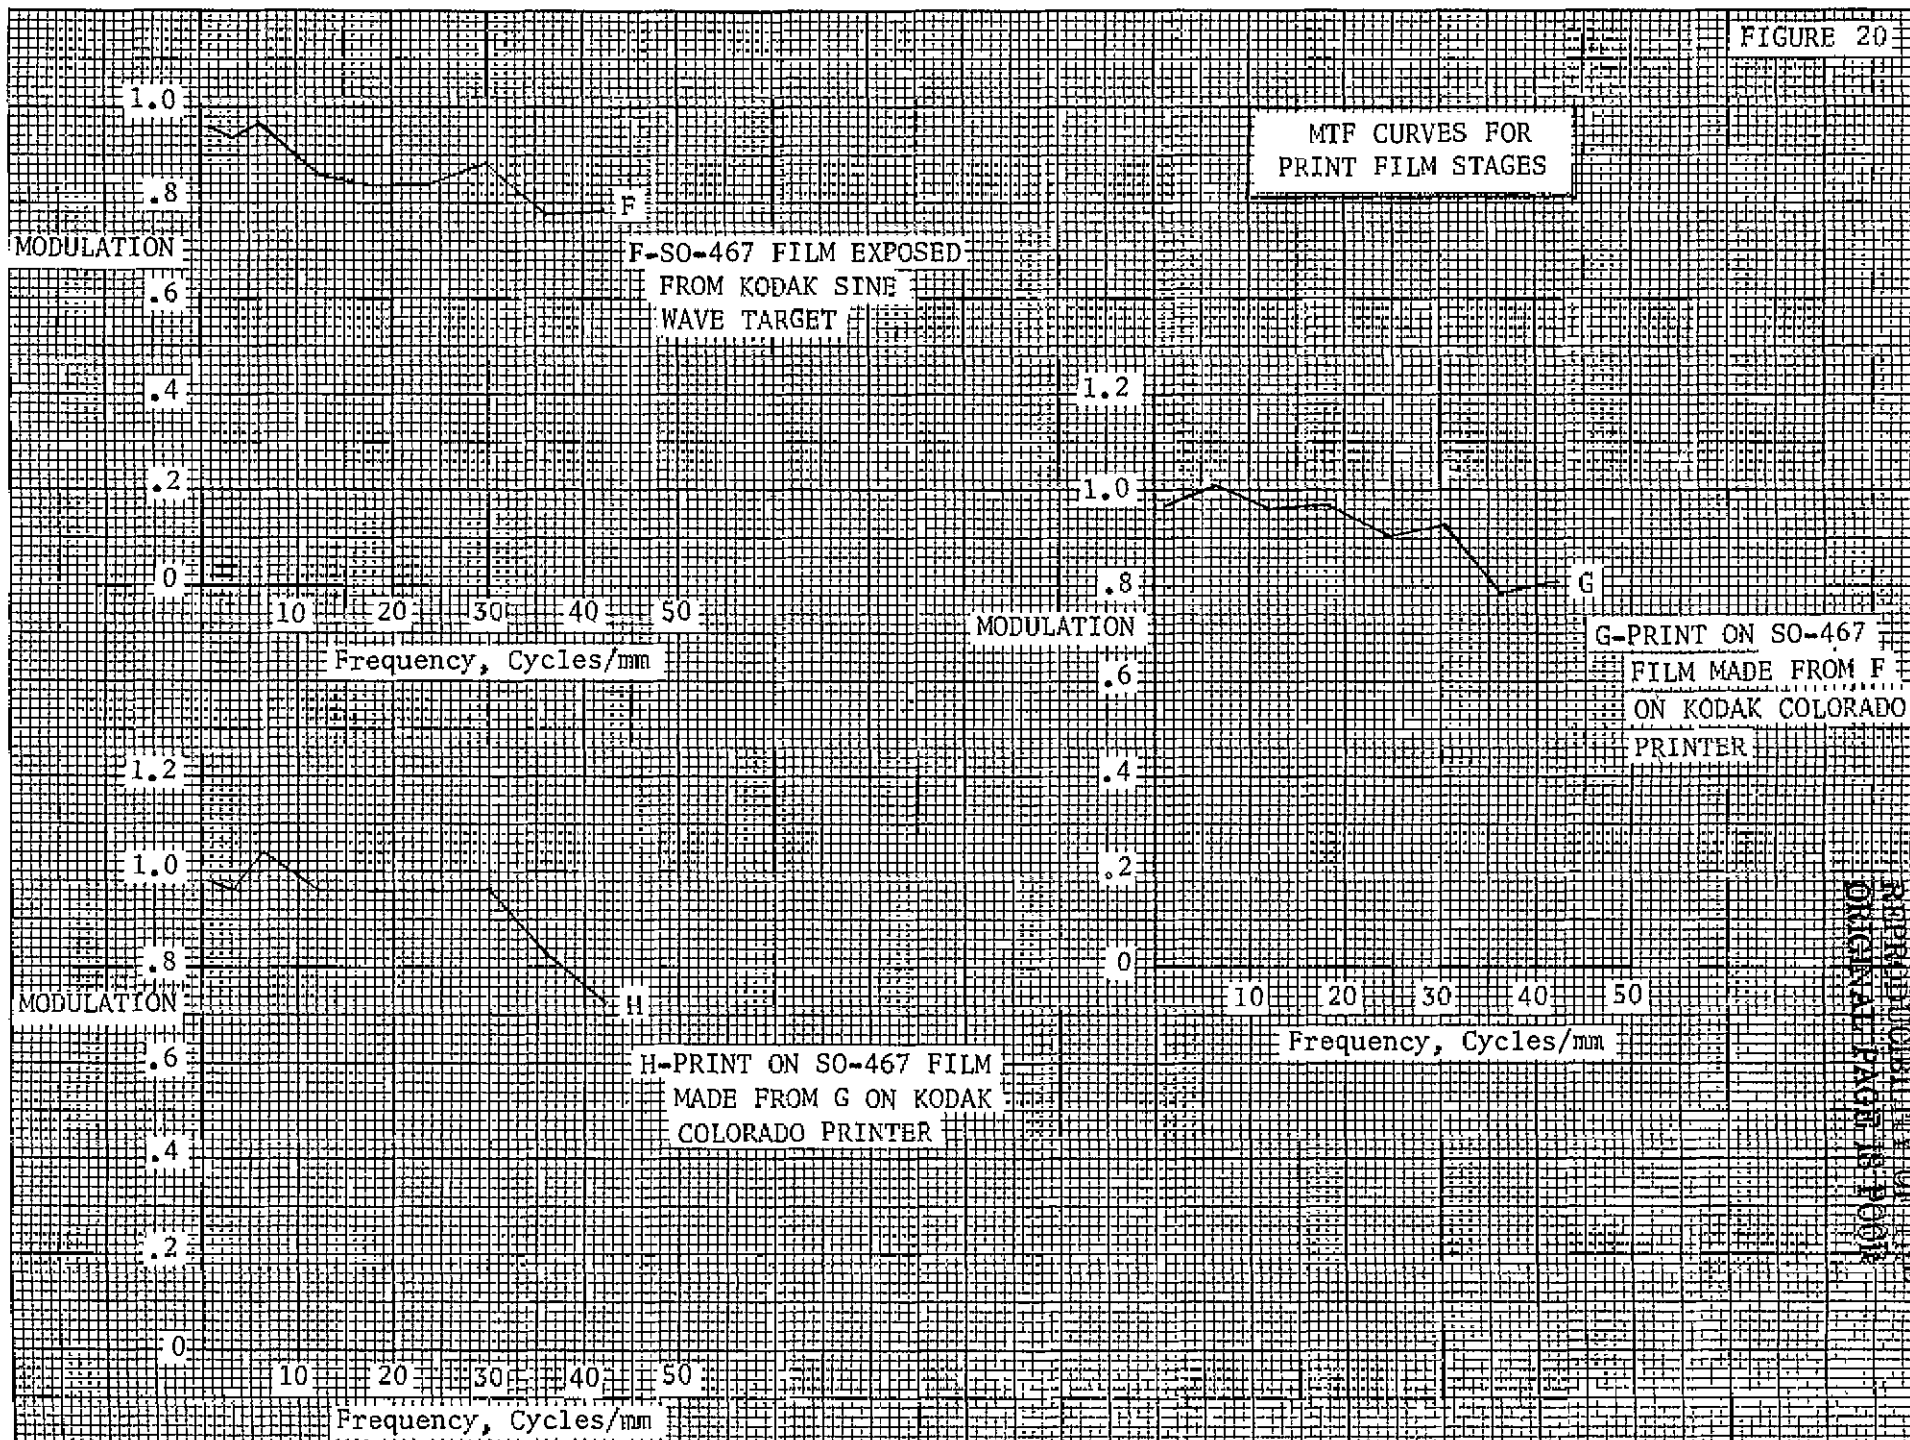 FIGURE 20
MTF CURVES FOR
PRINT FILM STAGES
1.0
.8
MODULATION
.6
.4
.2
0
10 20 30 40 50
Frequency, Cycles/mm
F
F-SO-467 FILM EXPOSED
FROM KODAK SINE
WAVE TARGET
1.2
1.0
.8
MODULATION
.6
.4
.2
0
10 20 30 40 50
Frequency, Cycles/mm
G
G-PRINT ON SO-467
FILM MADE FROM F
ON KODAK COLORADO
PRINTER
1.2
1.0
.8
MODULATION
.6
.4
.2
0
10 20 30 40 50
Frequency, Cycles/mm
H
H-PRINT ON SO-467 FILM
MADE FROM G ON KODAK
COLORADO PRINTER
REPRODUCIBILITY
ORIGINAL PAGE IS POOR